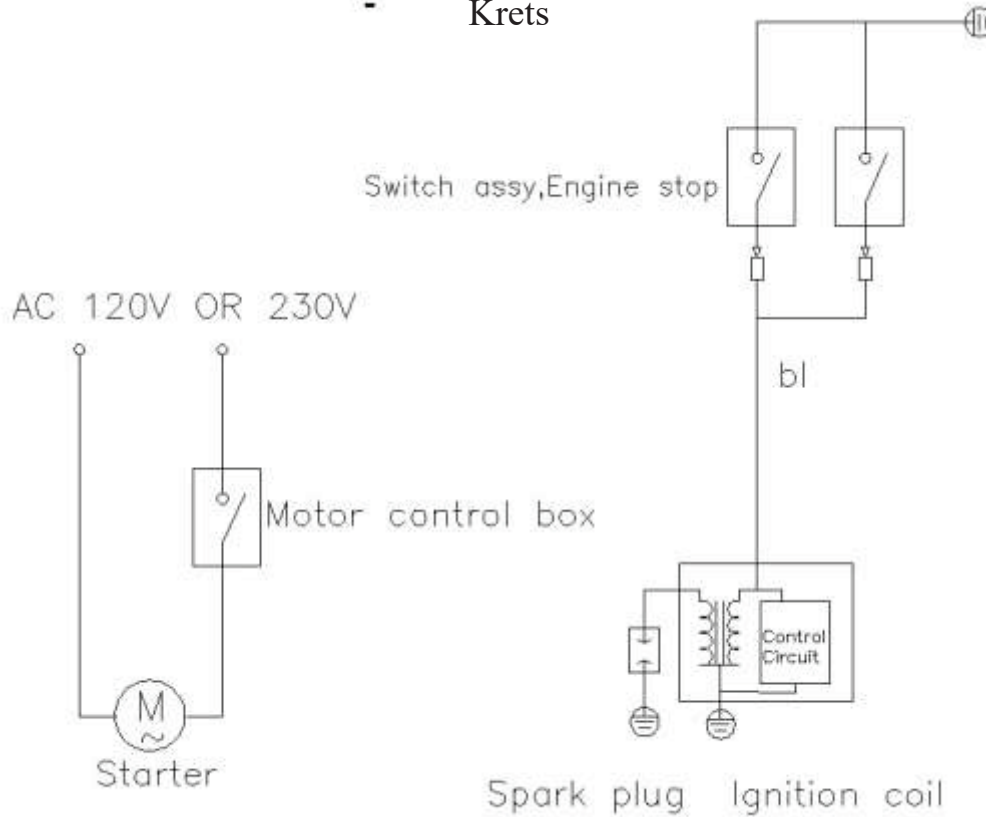 Krets
Switch assy,Engine stop
AC 120V OR 230V
bl
Motor control box
Control
Circuit
M
Starter
Spark plug Ignition coil